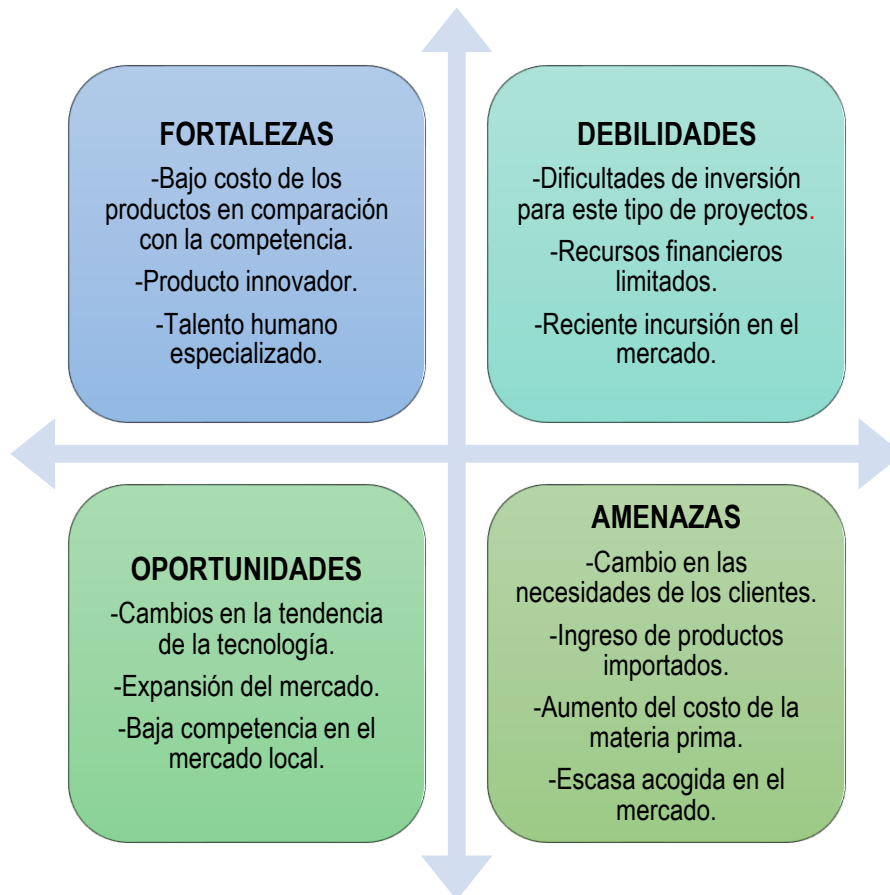 FORTALEZAS
-Bajo costo de los
productos en comparación
con la competencia.
-Producto innovador.
-Talento humano
especializado.
DEBILIDADES
-Dificultades de inversión
para este tipo de proyectos.
-Recursos financieros
limitados.
-Reciente incursión en el
mercado.
OPORTUNIDADES
-Cambios en la tendencia
de la tecnología.
-Expansión del mercado.
-Baja competencia en el
mercado local.
AMENAZAS
-Cambio en las
necesidades de los clientes.
-Ingreso de productos
importados.
-Aumento del costo de la
materia prima.
-Escasa acogida en el
mercado.